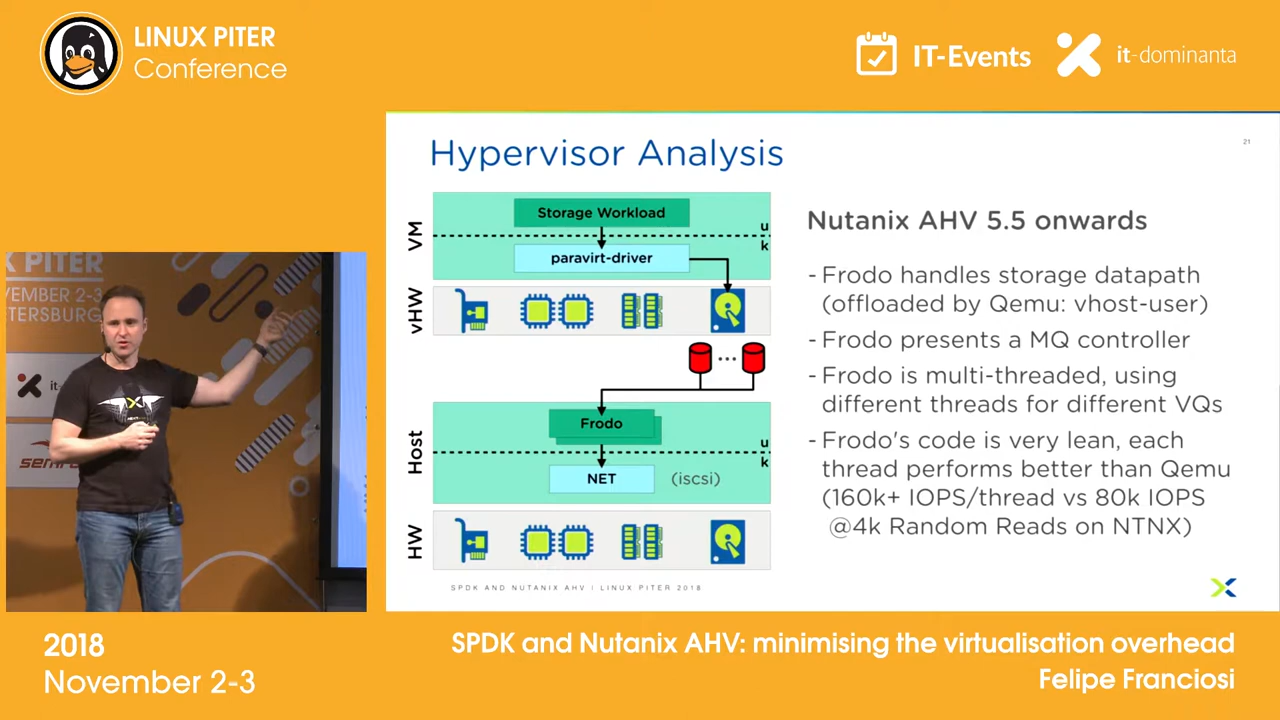 LINUX PITER
Conference
IT-Events
it-dominanta
Hypervisor Analysis
21
VM
Storage Workload
u
k
paravirt-driver
vHW
...
Host
Frodo
u
k
NET
(iscsi)
HW
SPDK AND NUTANIX AHV | LINUX PITER 2018
Nutanix AHV 5.5 onwards
- Frodo handles storage datapath
(offloaded by Qemu: vhost-user)
- Frodo presents a MQ controller
- Frodo is multi-threaded, using
different threads for different VQs
- Frodo's code is very lean, each
thread performs better than Qemu
(160k+ IOPS/thread vs 80k IOPS
@4k Random Reads on NTNX)
X PITER
VEMBER 2-3
ETERSBURG
it-
2018
November 2-3
SPDK and Nutanix AHV: minimising the virtualisation overhead
Felipe Franciosi